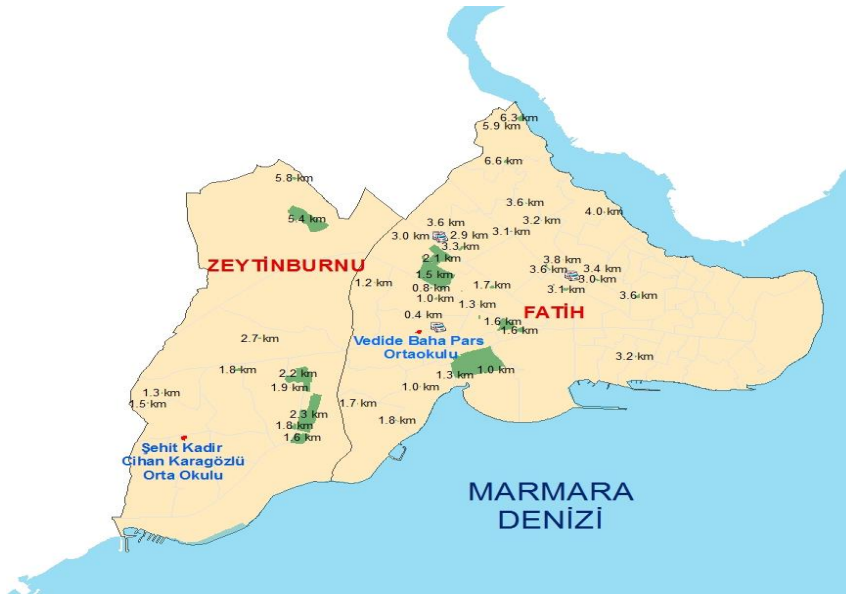 6.3 km
5.9 km
6.6 km
5.8 km
3.6 km
4.0 km
5.4 km
3.6 km
3.2 km
3.1 km
3.0 km
2.9 km
3.3 km
2.1 km
ZEYTİNBURNU
3.8 km
3.6 km
3.4 km
3.0 km
1.5 km
1.2 km
0.8 km
1.7 km
3.1 km
3.6 km
1.0 km
1.3 km
FATİH
0.4 km
1.6 km
1.6 km
2.7 km
Vedide Baha Pars
Ortaokulu
3.2 km
1.8 km
2.2 km
1.3 km
1.0 km
1.9 km
1.0 km
1.3 km
1.5 km
1.7 km
2.3 km
1.8 km
1.8 km
1.6 km
Şehit Kadir
Cihan Karagözlü
Orta Okulu
MARMARA
DENİZİ